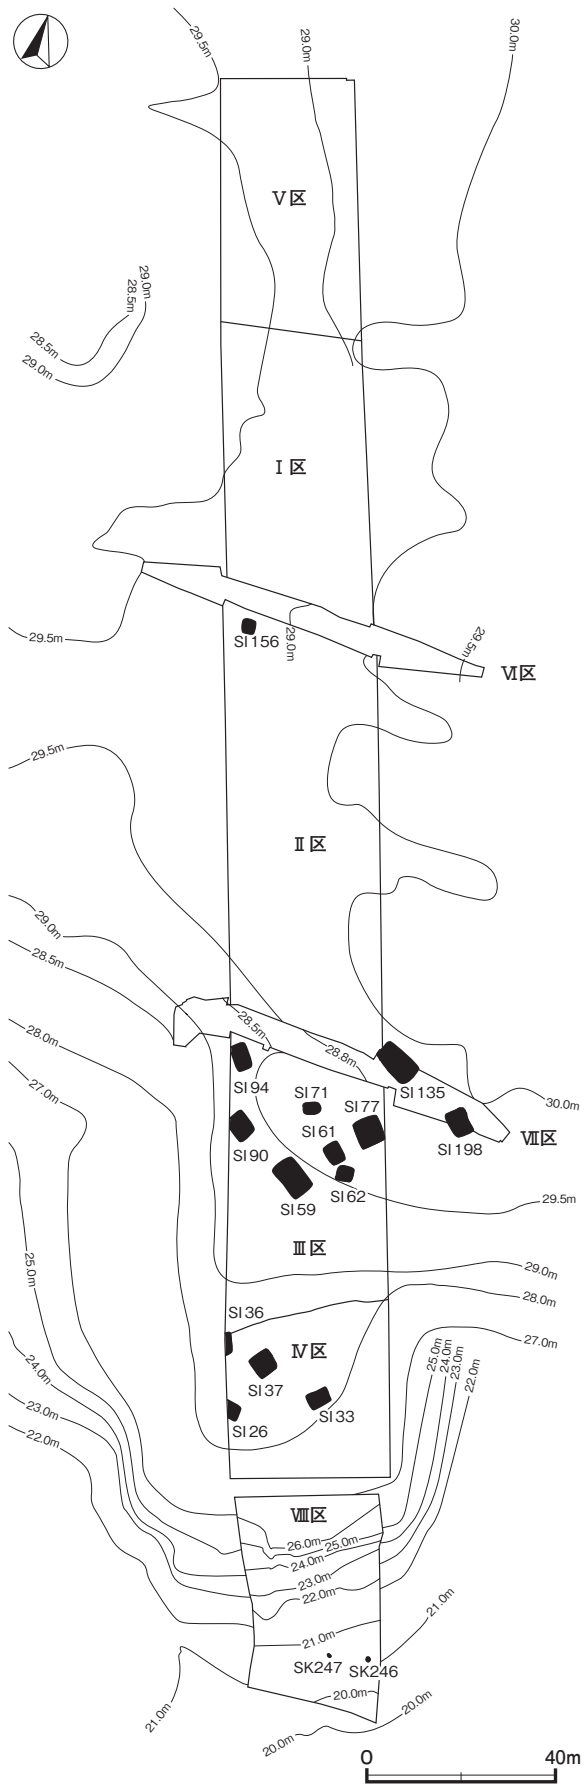 29.5m
29.0m
30.0m
Ⅴ区
29.0m
28.5m
28.5m
29.0m
Ⅰ区
29.5m
SI156
29.0m
29.5m
Ⅵ区
29.5m
Ⅱ区
29.0m
28.5m
28.0m
27.0m
28.5m
28.8m
SI94
SI71
SI77
SI135
30.0m
SI61
SI90
SI198
Ⅶ区
SI59
SI62
29.5m
Ⅲ区
25.0m
29.0m
28.0m
SI36
27.0m
Ⅳ区
25.0m
24.0m
23.0m
22.0m
24.0m
SI37
SI33
SI26
23.0m
22.0m
Ⅷ区
26.0m
25.0m
24.0m
23.0m
22.0m
21.0m
21.0m
SK247
SK246
20.0m
20.0m
21.0m
20.0m
0
40m